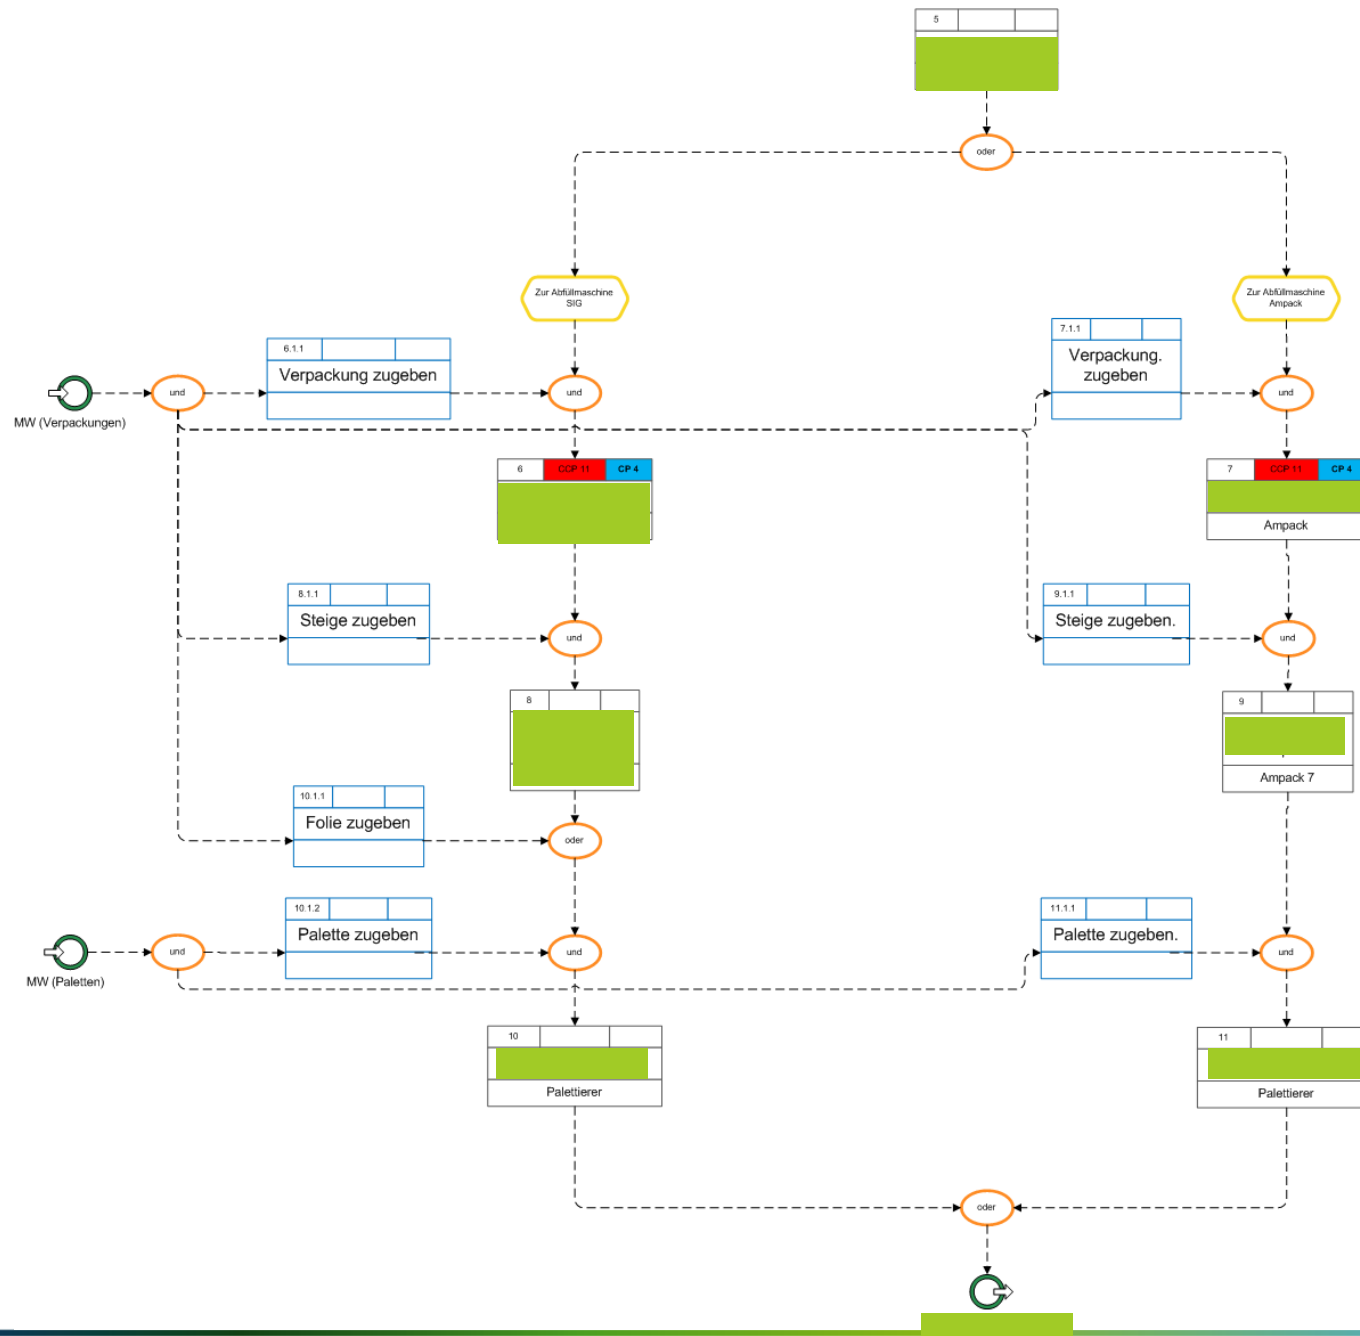 5
oder
Zur Abfüllmaschine
SIG
Zur Abfüllmaschine
Ampack
6.1.1
Verpackung zugeben
7.1.1
Verpackung.
zugeben
und
und
und
MW (Verpackungen)
6 CCP 11 CP 4
7 CCP 11 CP 4
Ampack
8.1.1
Steige zugeben
und
9.1.1
Steige zugeben.
und
8
9
Ampack 7
10.1.1
Folie zugeben
oder
10.1.2
Palette zugeben
11.1.1
Palette zugeben.
und
und
und
MW (Paletten)
10
Palettierer
11
Palettierer
oder